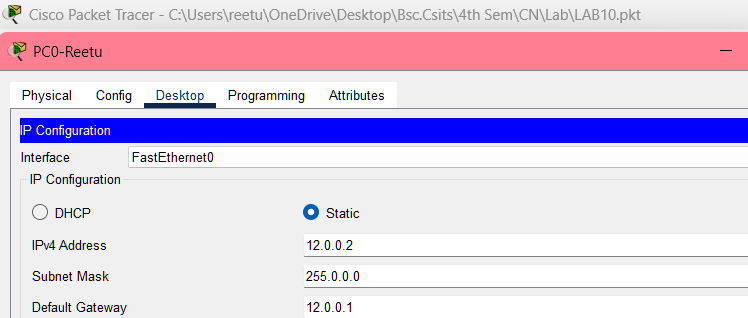 Cisco Packet Tracer - C:\Users\reetu\OneDrive\Desktop\Bsc.Csits\4th Sem\CN\Lab\LAB10.pkt
PC0-Reetu
Physical Config Desktop Programming Attributes
IP Configuration
Interface FastEthernet0
IP Configuration
DHCP Static
IPv4 Address 12.0.0.2
Subnet Mask 255.0.0.0
Default Gateway 12.0.0.1